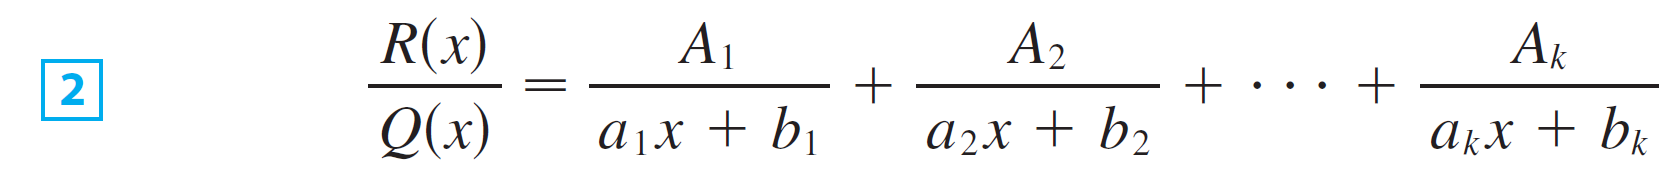 2 R(x)/Q(x) = A₁/(a₁x + b₁) + A₂/(a₂x + b₂) + · · · + Aₖ/(aₖx + bₖ)